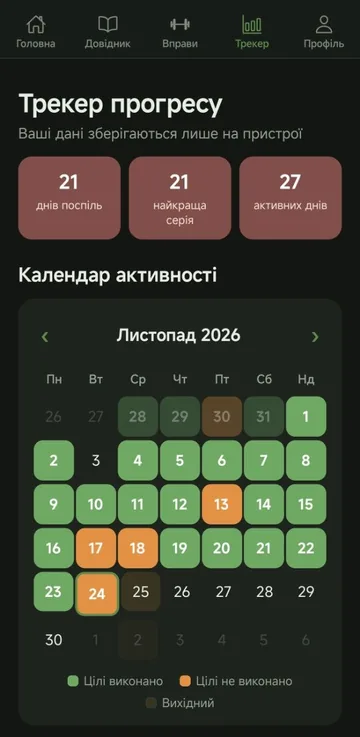 Головна Довідник Вправи Трекер Профіль
Трекер прогресу
Ваші дані зберігаються лише на пристрої
21 21 27
днів поспіль найкраща серія активних днів
Календар активності
‹ Листопад 2026 ›
Пн Вт Ср Чт Пт Сб Нд
26 27 28 29 30 31 1
2 3 4 5 6 7 8
9 10 11 12 13 14 15
16 17 18 19 20 21 22
23 24 25 26 27 28 29
30 1 2 3 4 5 6
Цілі виконано Цілі не виконано
Вихідний